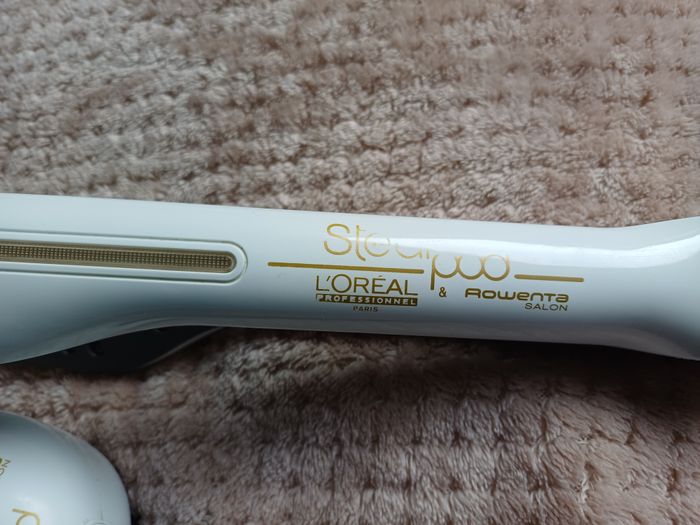 Steampod
L'ORÉAL
PROFESSIONNEL
PARIS
& Rowenta
SALON